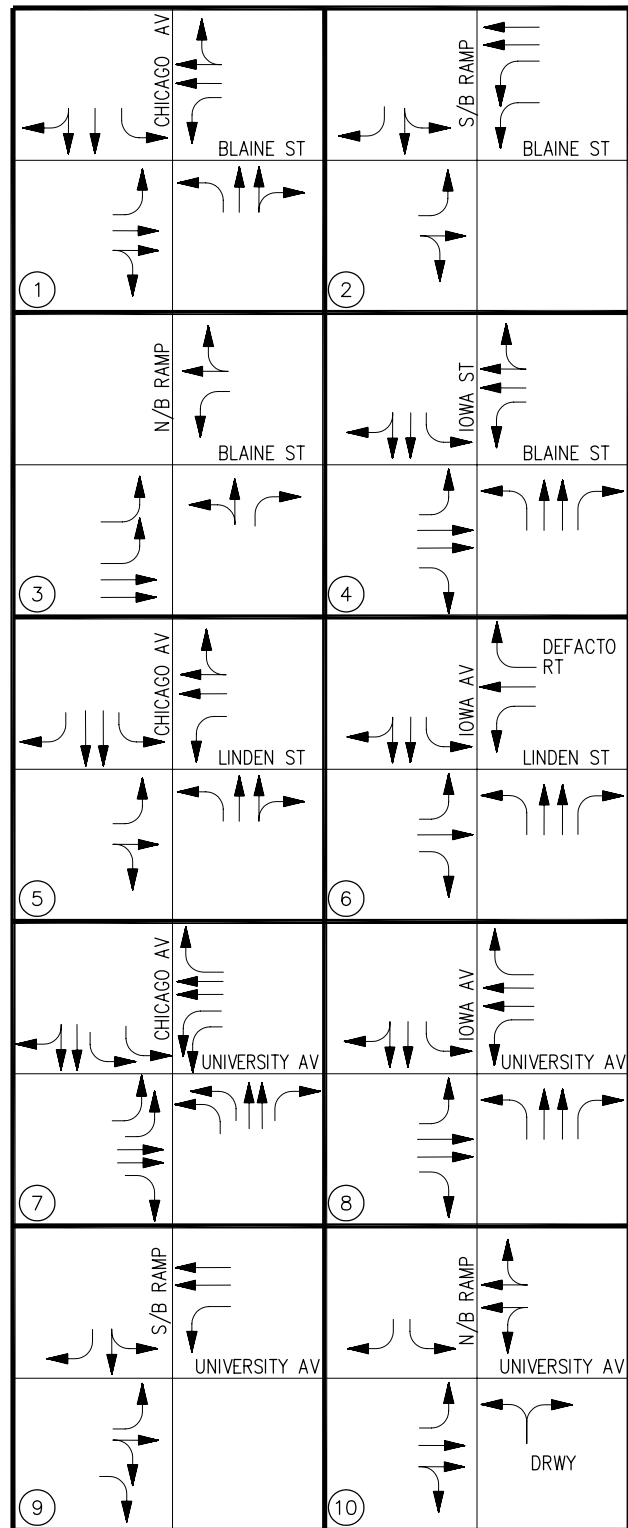 CHICAGO AV
BLAINE ST
1
S/B RAMP
BLAINE ST
2
N/B RAMP
BLAINE ST
3
IOWA ST
BLAINE ST
4
CHICAGO AV
LINDEN ST
5
IOWA AV
DEFACTO
RT
LINDEN ST
6
CHICAGO AV
UNIVERSITY AV
7
IOWA AV
UNIVERSITY AV
8
S/B RAMP
UNIVERSITY AV
9
N/B RAMP
UNIVERSITY AV
DRWY
10